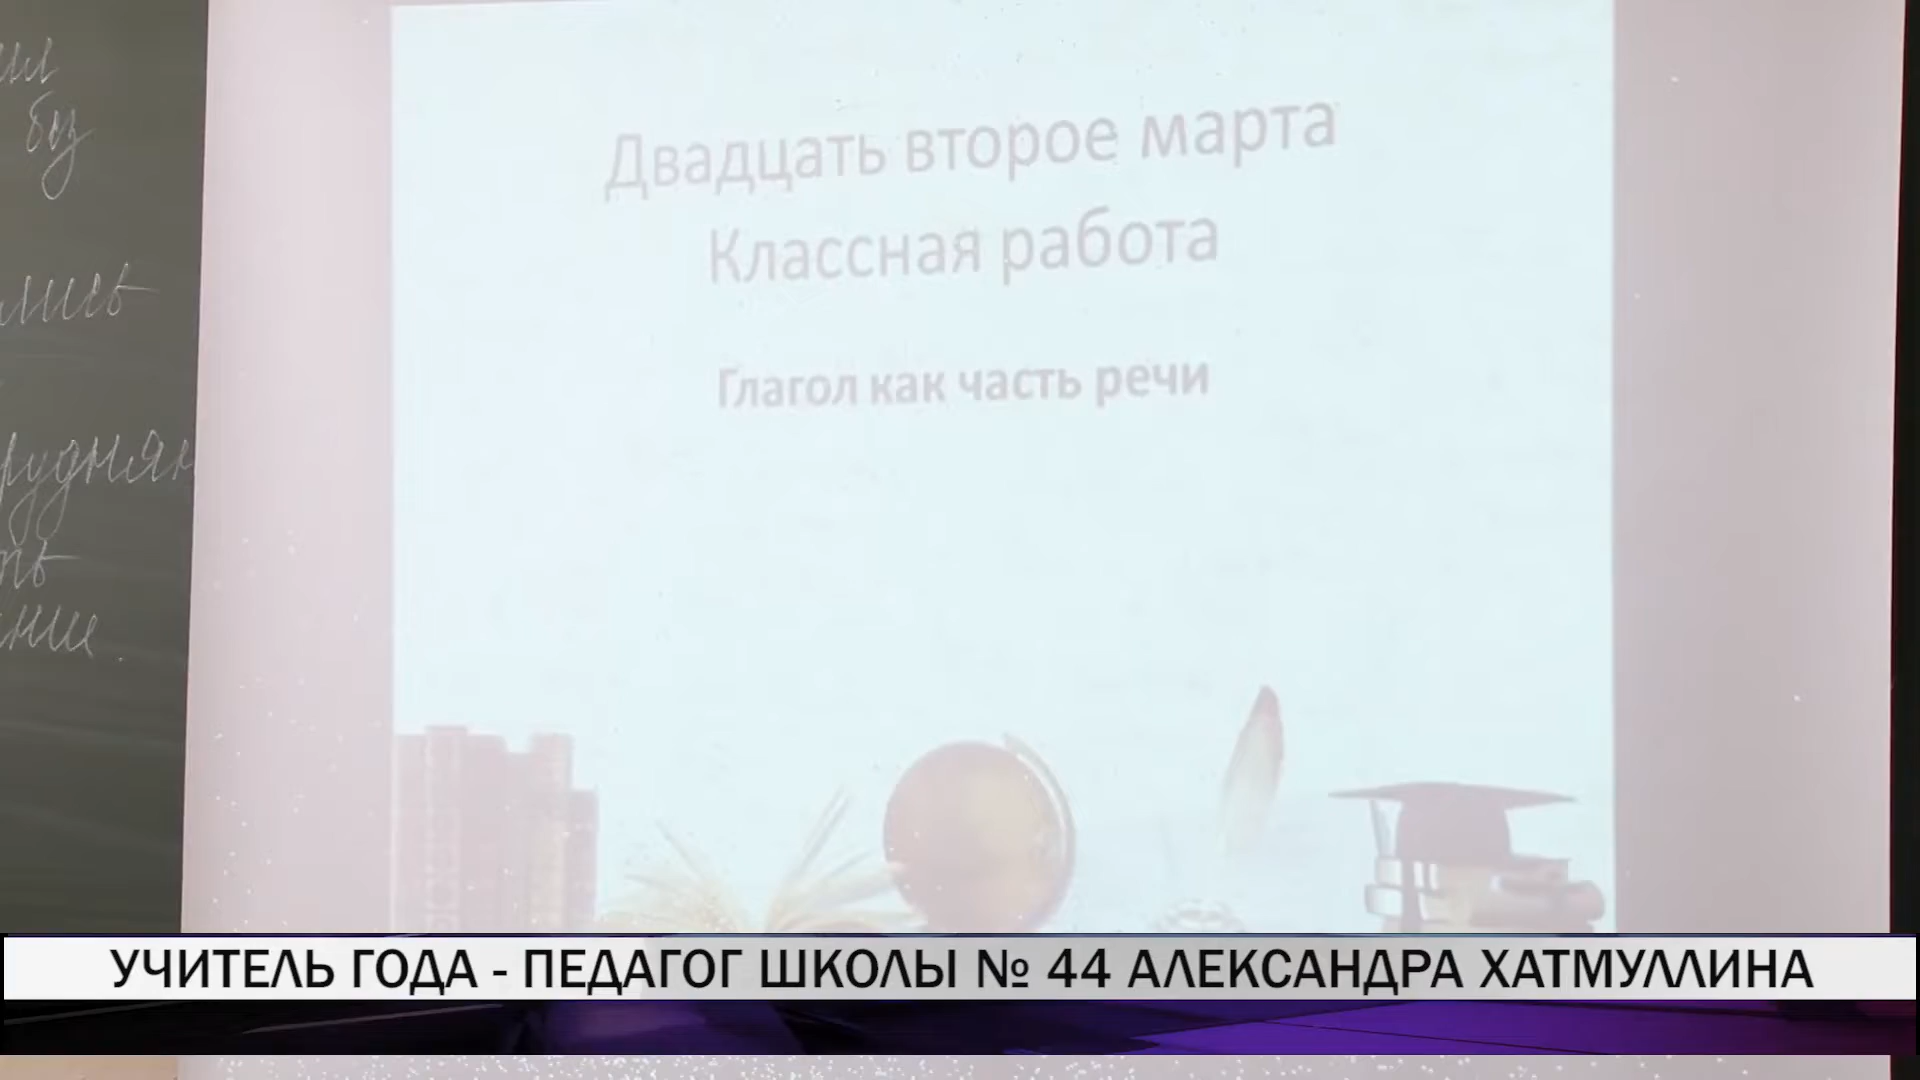 Двадцать второе марта
Классная работа
Глагол как часть речи
УЧИТЕЛЬ ГОДА - ПЕДАГОГ ШКОЛЫ № 44 АЛЕКСАНДРА ХАТМУЛЛИНА